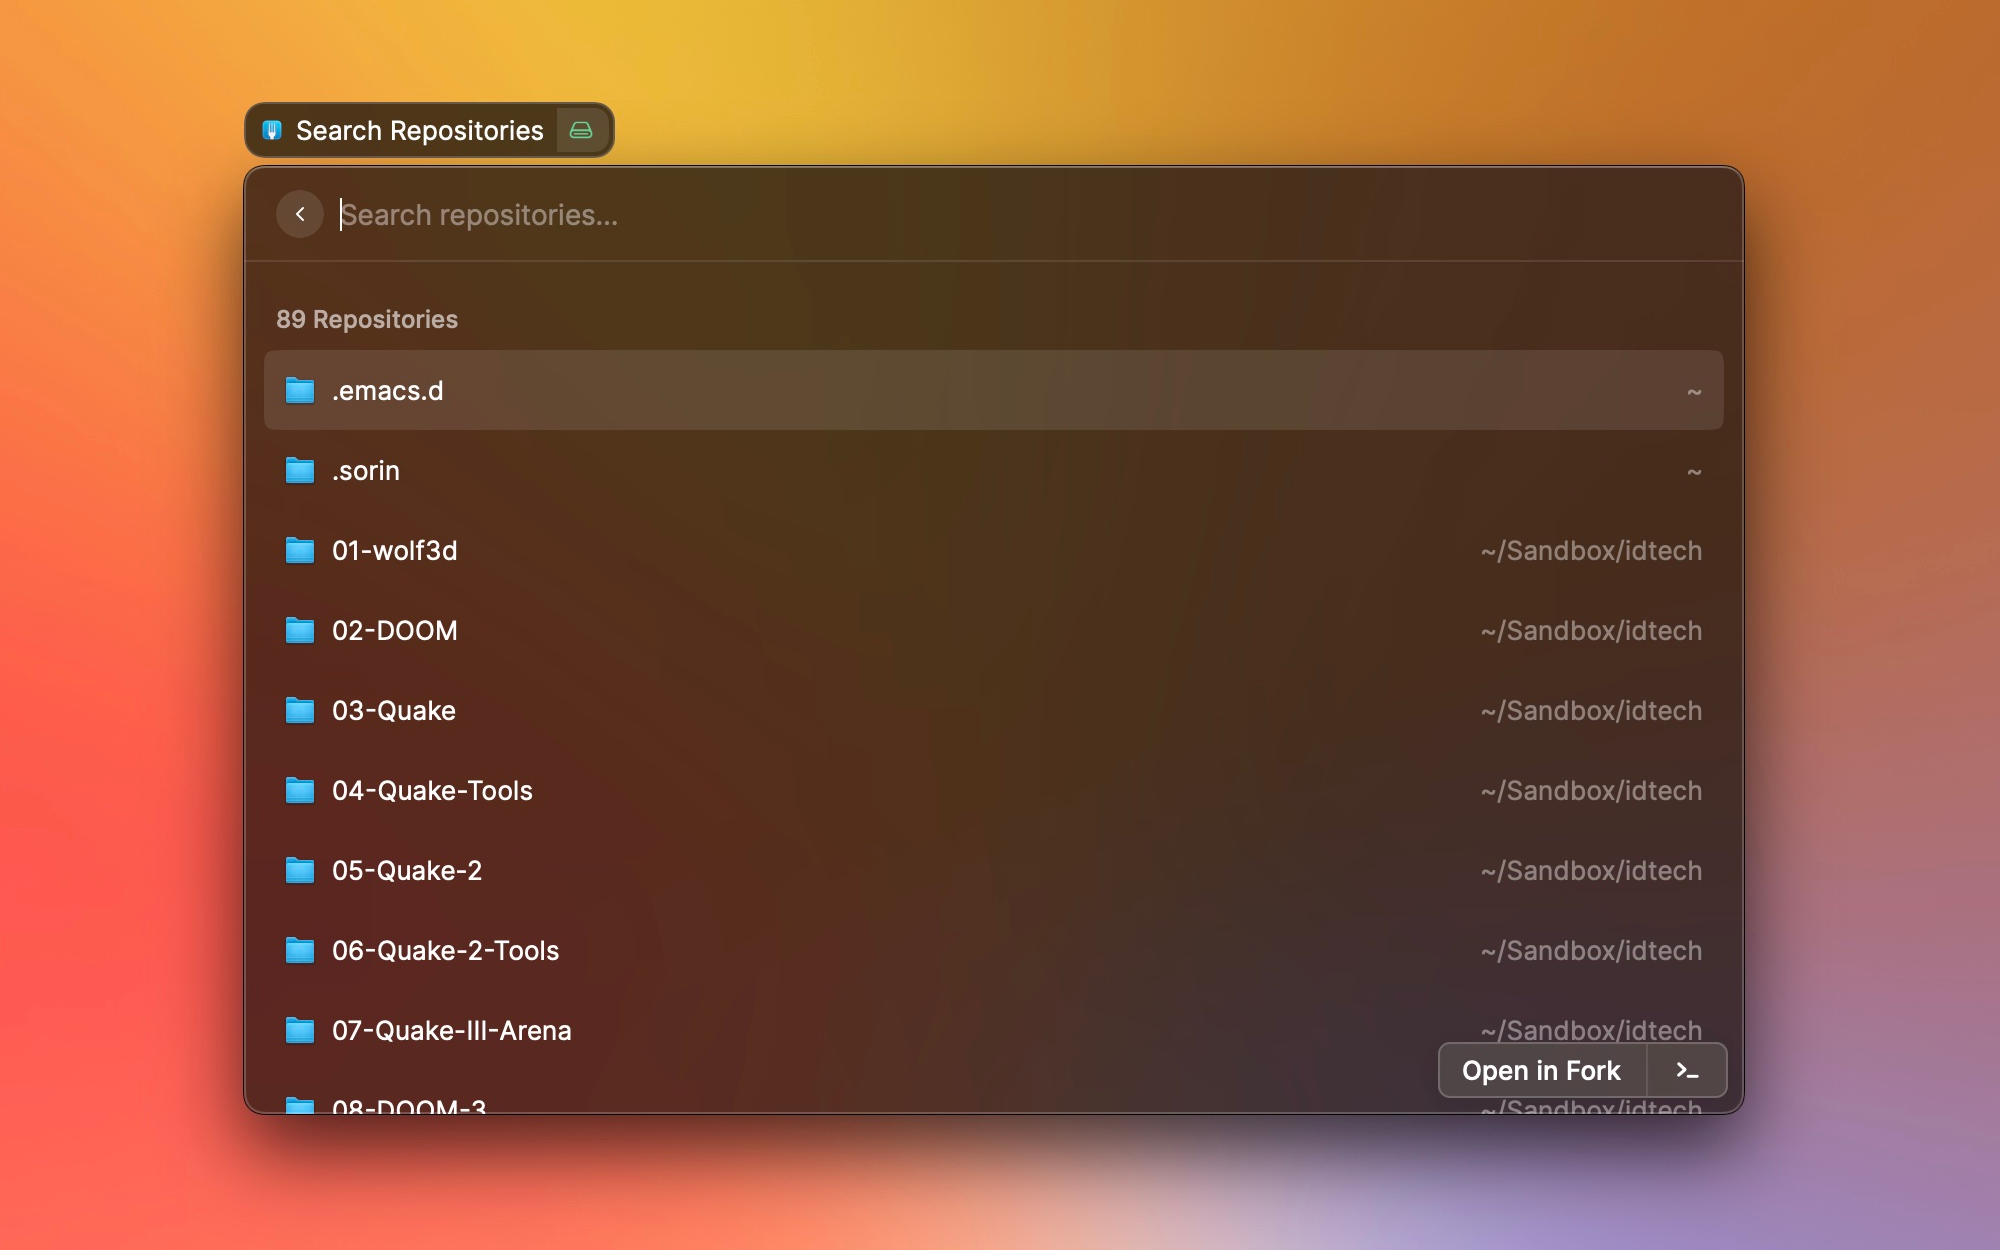 Search Repositories
Search repositories...
89 Repositories
.emacs.d ~
.sorin ~
01-wolf3d ~/Sandbox/idtech
02-DOOM ~/Sandbox/idtech
03-Quake ~/Sandbox/idtech
04-Quake-Tools ~/Sandbox/idtech
05-Quake-2 ~/Sandbox/idtech
06-Quake-2-Tools ~/Sandbox/idtech
07-Quake-III-Arena ~/Sandbox/idtech
Open in Fork
08-DOOM-3 ~/Sandbox/idtech